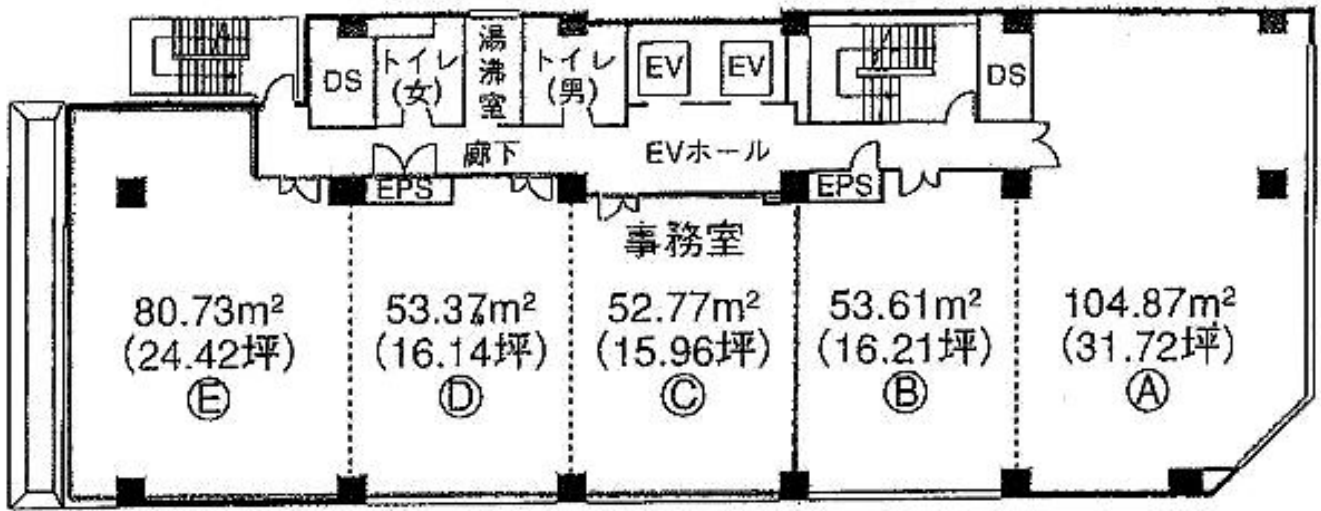 DS
トイレ
(女)
湯沸室
トイレ
(男)
EV
EV
DS
廊下
EVホール
EPS
EPS
事務室
80.73m²
(24.42坪)
Ⓔ
53.37m²
(16.14坪)
Ⓓ
52.77m²
(15.96坪)
Ⓒ
53.61m²
(16.21坪)
Ⓑ
104.87m²
(31.72坪)
Ⓐ